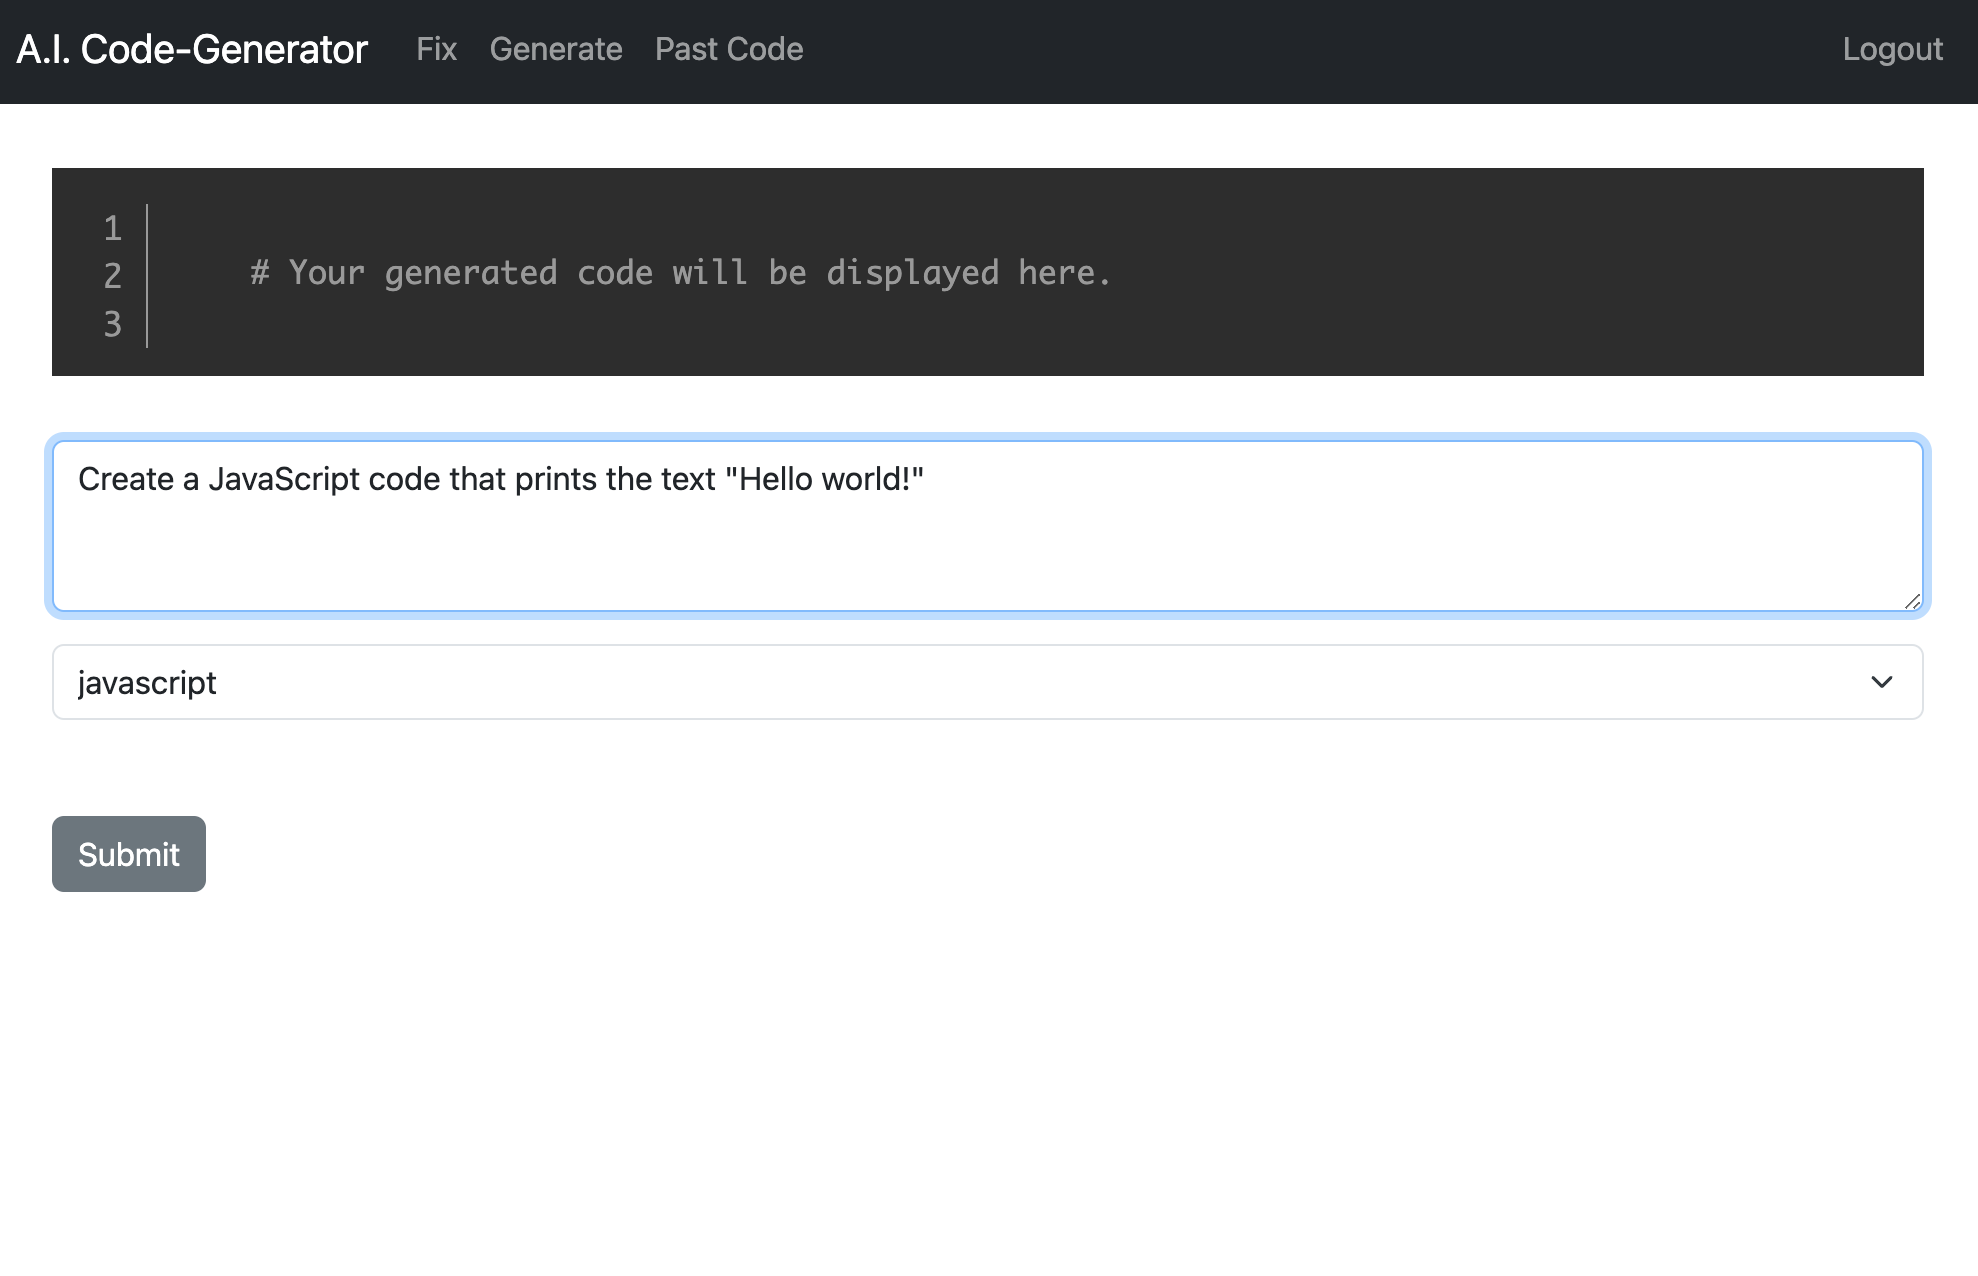 A.I. Code-Generator Fix Generate Past Code Logout
1
2 # Your generated code will be displayed here.
3
Create a JavaScript code that prints the text "Hello world!"
javascript
Submit